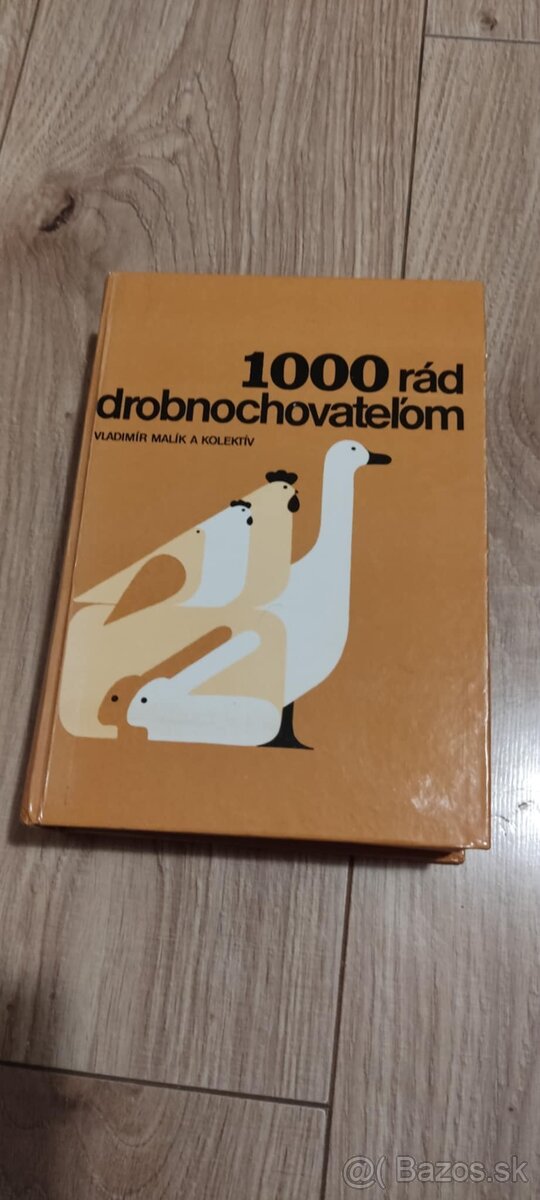 1000 rád
drobnochovateľom
VLADIMÍR MALÍK A KOLEKTÍV
@( Bazos.sk